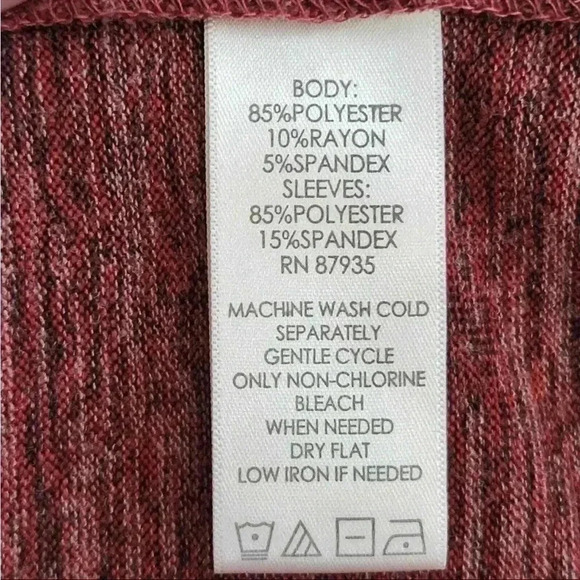 BODY:
85%POLYESTER
10%RAYON
5%SPANDEX
SLEEVES:
85%POLYESTER
15%SPANDEX
RN 87935
MACHINE WASH COLD
SEPARATELY
GENTLE CYCLE
ONLY NON-CHLORINE
BLEACH
WHEN NEEDED
DRY FLAT
LOW IRON IF NEEDED